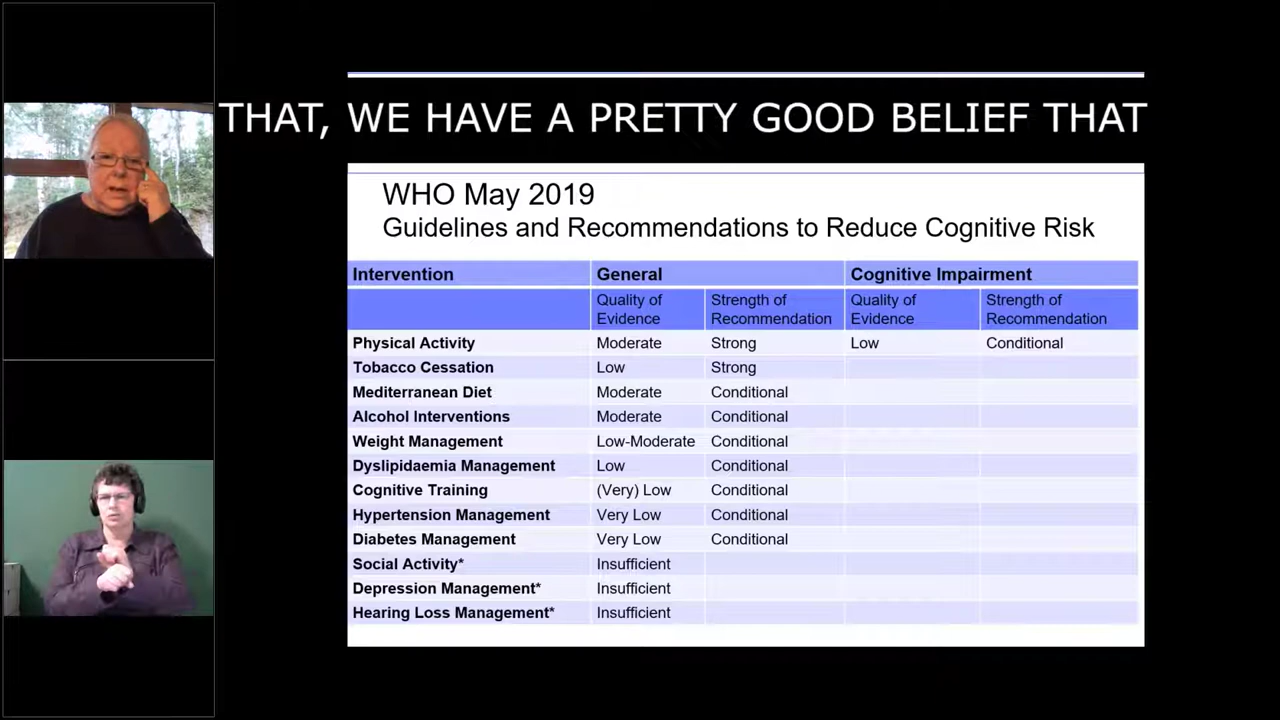 THAT, WE HAVE A PRETTY GOOD BELIEF THAT
WHO May 2019
Guidelines and Recommendations to Reduce Cognitive Risk
Intervention General Cognitive Impairment
Quality of Evidence Strength of Recommendation Quality of Evidence Strength of Recommendation
Physical Activity Moderate Strong Low Conditional
Tobacco Cessation Low Strong
Mediterranean Diet Moderate Conditional
Alcohol Interventions Moderate Conditional
Weight Management Low-Moderate Conditional
Dyslipidaemia Management Low Conditional
Cognitive Training (Very) Low Conditional
Hypertension Management Very Low Conditional
Diabetes Management Very Low Conditional
Social Activity* Insufficient
Depression Management* Insufficient
Hearing Loss Management* Insufficient